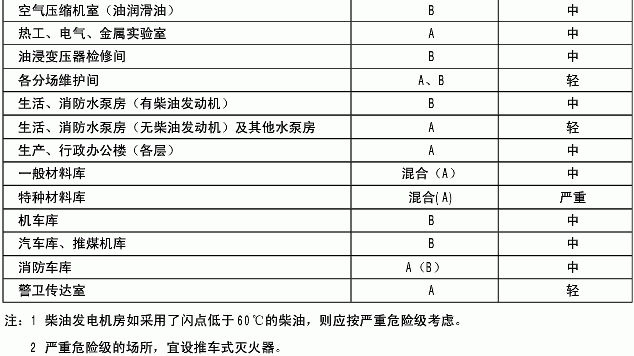 空气压缩机室（油润滑油） B 中
热工、电气、金属实验室 A 中
油浸变压器检修间 B 中
各分场维护间 A、B 轻
生活、消防水泵房（有柴油发动机） B 中
生活、消防水泵房（无柴油发动机）及其他水泵房 A 轻
生产、行政办公楼（各层） A 中
一般材料库 混合（A） 中
特种材料库 混合(A) 严重
机车库 B 中
汽车库、推煤机库 B 中
消防车库 A（B） 中
警卫传达室 A 轻
注：1 柴油发电机房如采用了闪点低于60℃的柴油，则应按严重危险级考虑。
2 严重危险级的场所，宜设推车式灭火器。